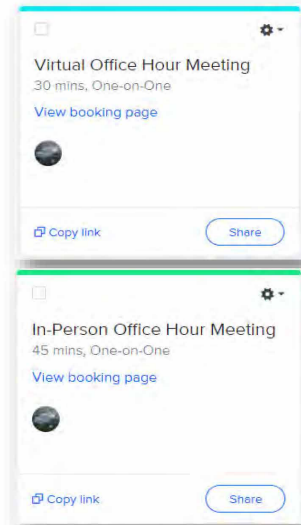 Virtual Office Hour Meeting
30 mins, One-on-One
View booking page
Copy link
Share
In-Person Office Hour Meeting
45 mins, One-on-One
View booking page
Copy link
Share